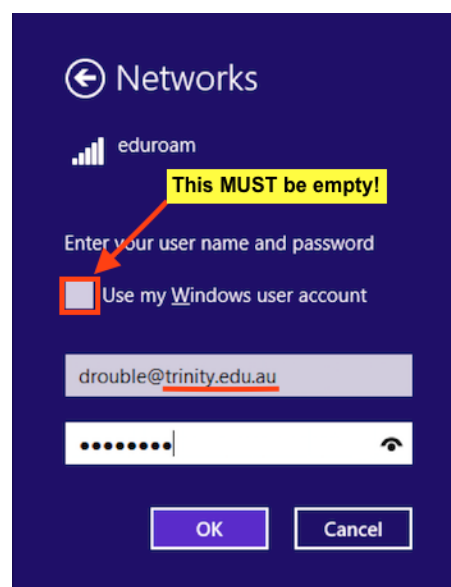 Networks
eduroam
This MUST be empty!
Enter your user name and password
Use my Windows user account
drouble@trinity.edu.au
••••••••
OK
Cancel